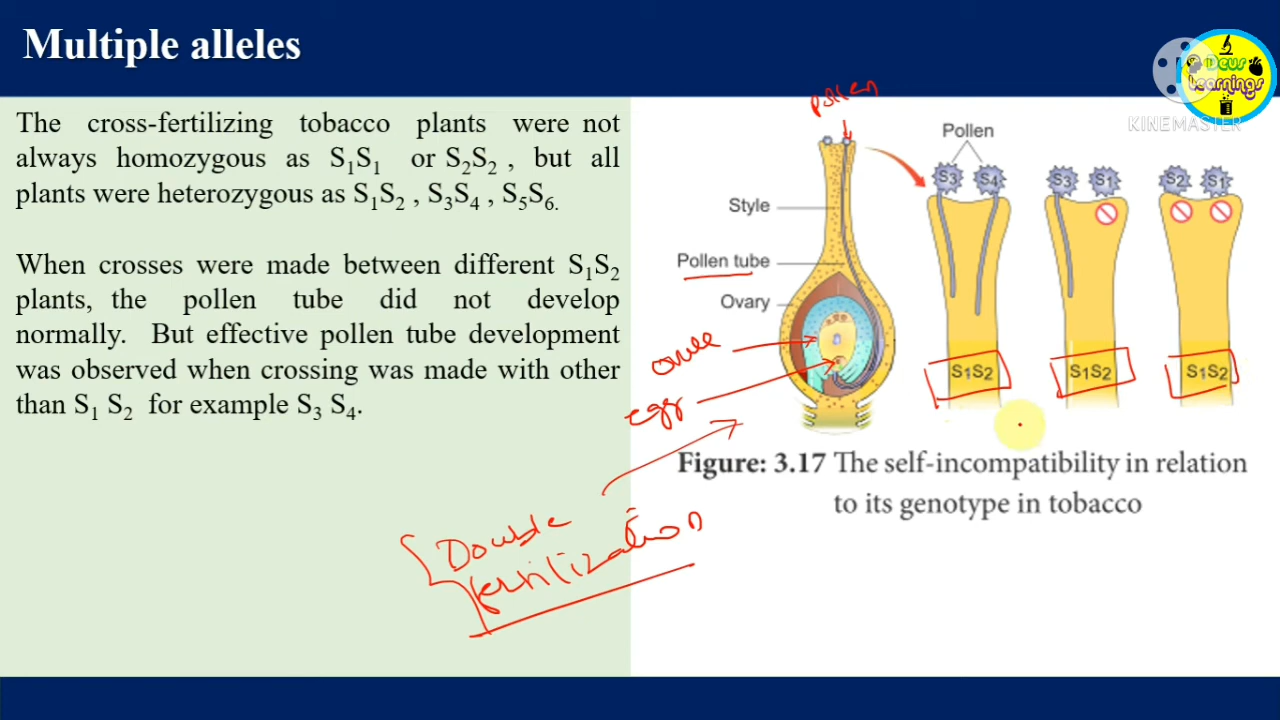 Multiple alleles
Deus
Learnings
KINEMASTER
The cross-fertilizing tobacco plants were not
always homozygous as S₁S₁ or S₂S₂ , but all
plants were heterozygous as S₁S₂ , S₃S₄ , S₅S₆.
When crosses were made between different S₁S₂
plants, the pollen tube did not develop
normally. But effective pollen tube development
was observed when crossing was made with other
than S₁ S₂ for example S₃ S₄.
pollen
Pollen
S₃ S₄ S₃ S₁ S₂ S₁
Style
Pollen tube
Ovary
ovule
egg
S₁S₂ S₁S₂ S₁S₂
Figure: 3.17 The self-incompatibility in relation
to its genotype in tobacco
Double
fertilization